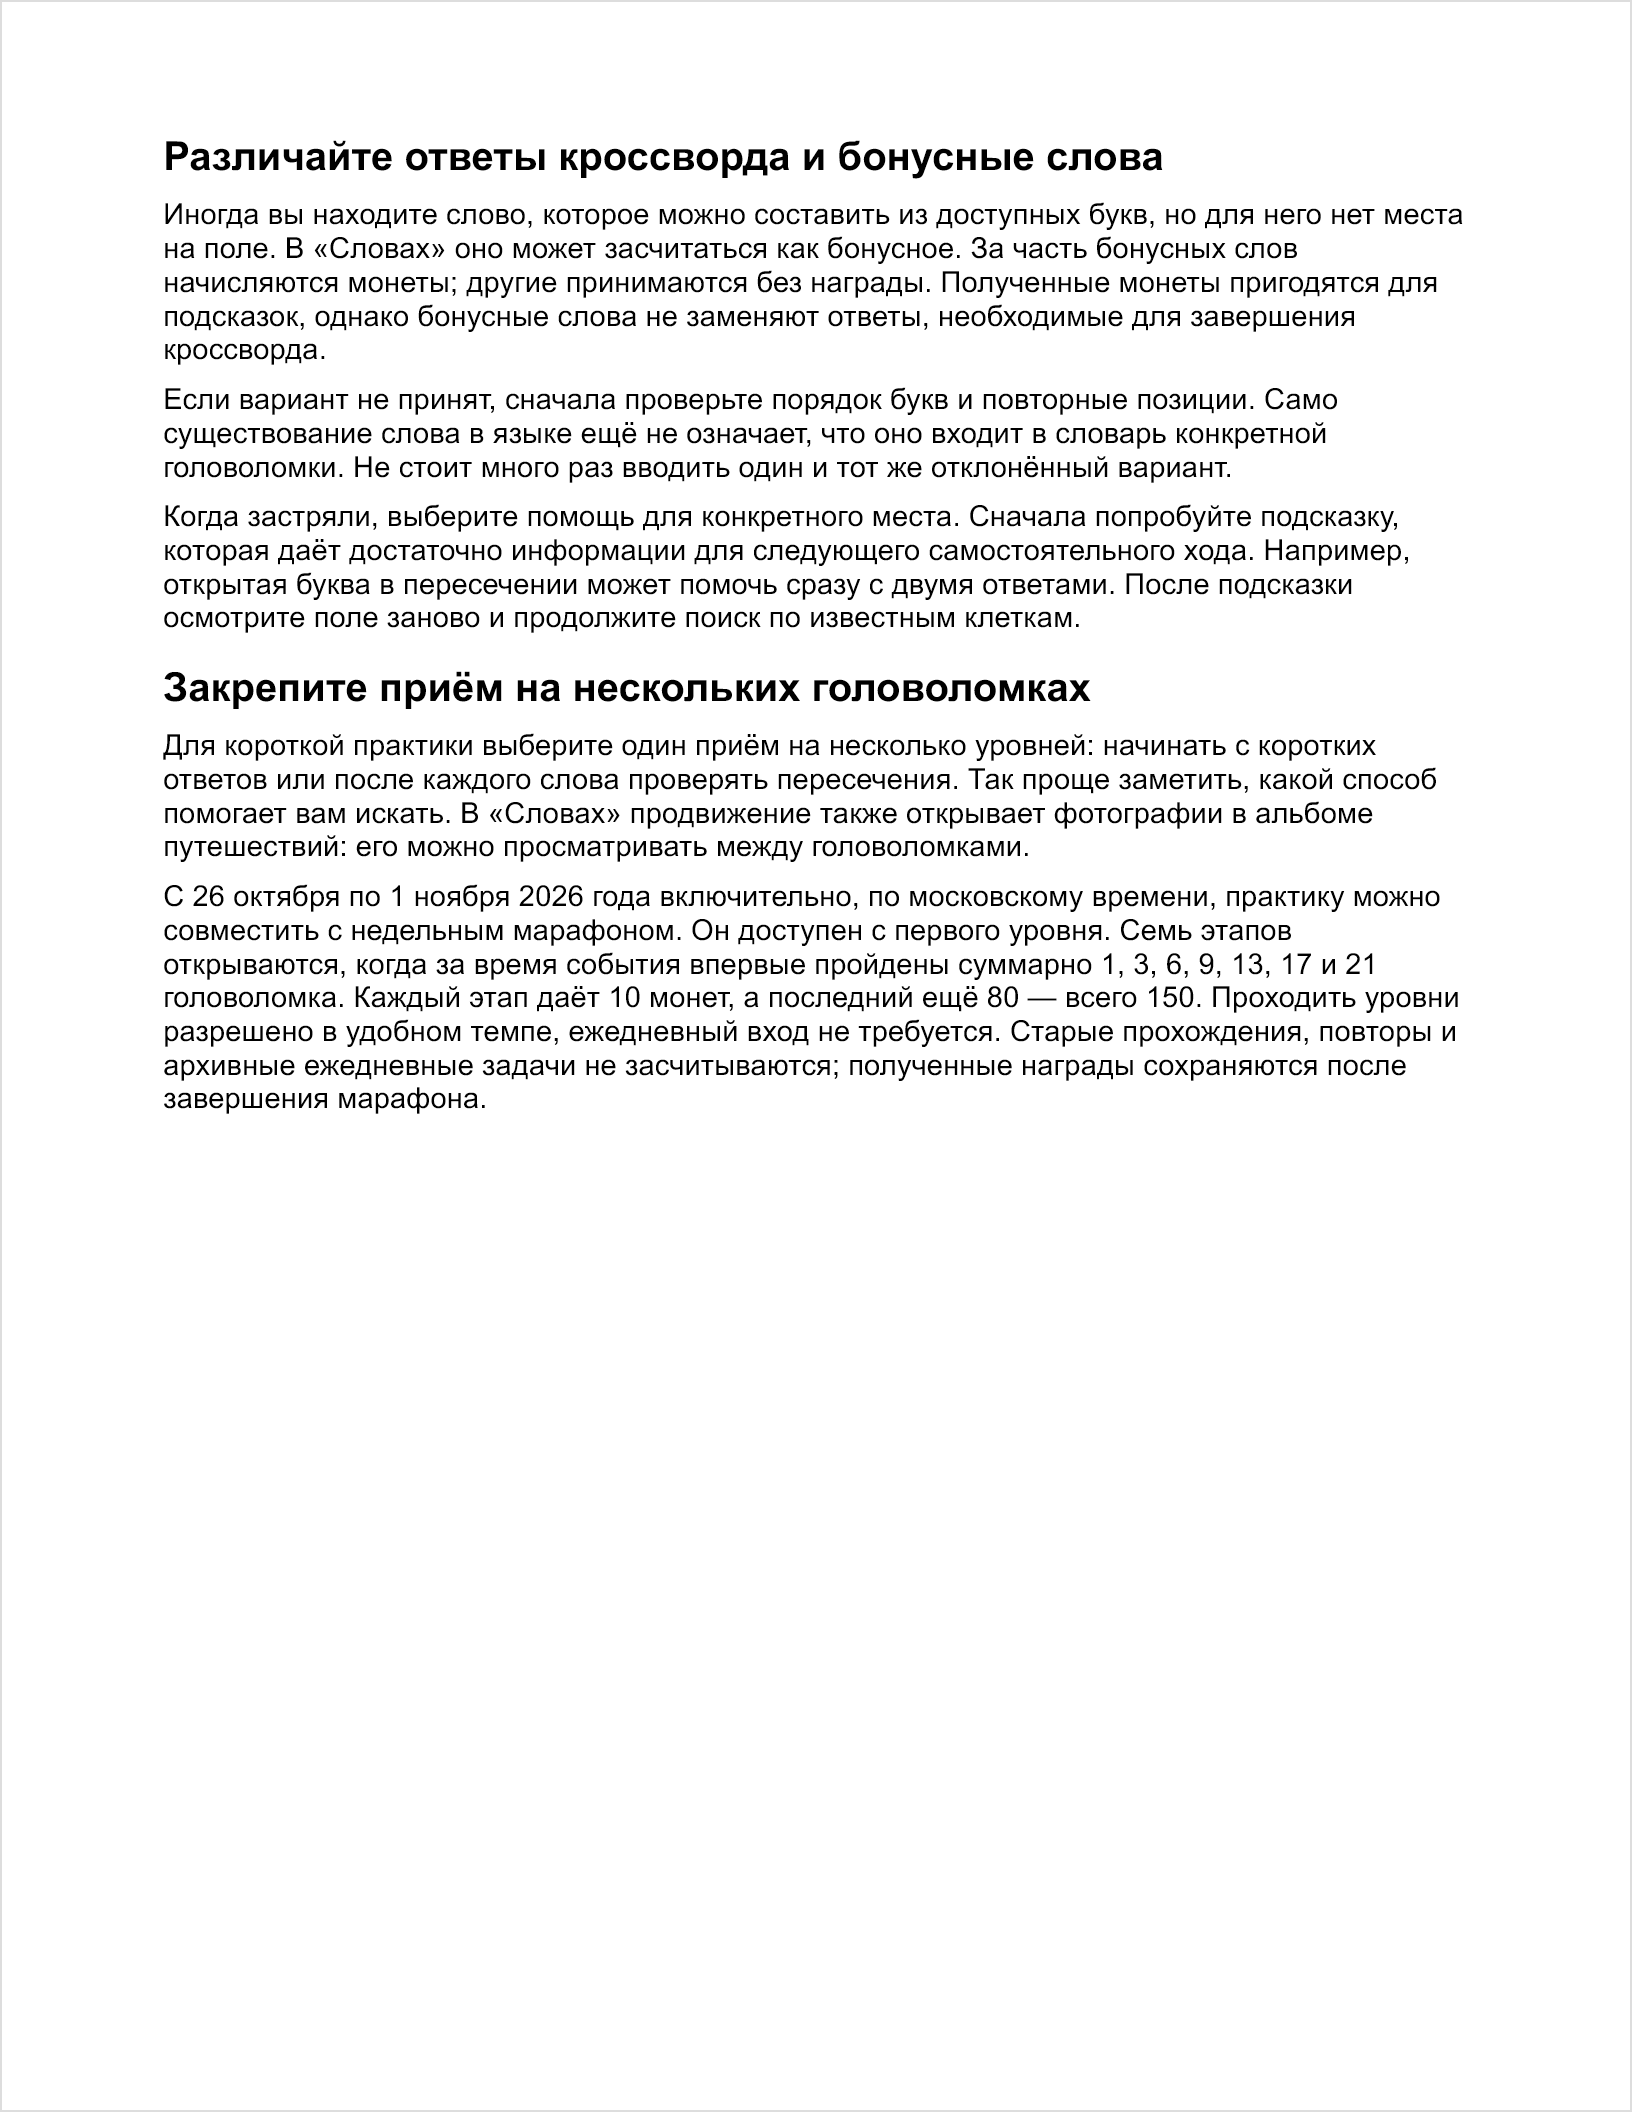 Различайте ответы кроссворда и бонусные слова
Иногда вы находите слово, которое можно составить из доступных букв, но для него нет места
на поле. В «Словах» оно может засчитаться как бонусное. За часть бонусных слов
начисляются монеты; другие принимаются без награды. Полученные монеты пригодятся для
подсказок, однако бонусные слова не заменяют ответы, необходимые для завершения
кроссворда.
Если вариант не принят, сначала проверьте порядок букв и повторные позиции. Само
существование слова в языке ещё не означает, что оно входит в словарь конкретной
головоломки. Не стоит много раз вводить один и тот же отклонённый вариант.
Когда застряли, выберите помощь для конкретного места. Сначала попробуйте подсказку,
которая даёт достаточно информации для следующего самостоятельного хода. Например,
открытая буква в пересечении может помочь сразу с двумя ответами. После подсказки
осмотрите поле заново и продолжите поиск по известным клеткам.
Закрепите приём на нескольких головоломках
Для короткой практики выберите один приём на несколько уровней: начинать с коротких
ответов или после каждого слова проверять пересечения. Так проще заметить, какой способ
помогает вам искать. В «Словах» продвижение также открывает фотографии в альбоме
путешествий: его можно просматривать между головоломками.
С 26 октября по 1 ноября 2026 года включительно, по московскому времени, практику можно
совместить с недельным марафоном. Он доступен с первого уровня. Семь этапов
открываются, когда за время события впервые пройдены суммарно 1, 3, 6, 9, 13, 17 и 21
головоломка. Каждый этап даёт 10 монет, а последний ещё 80 — всего 150. Проходить уровни
разрешено в удобном темпе, ежедневный вход не требуется. Старые прохождения, повторы и
архивные ежедневные задачи не засчитываются; полученные награды сохраняются после
завершения марафона.